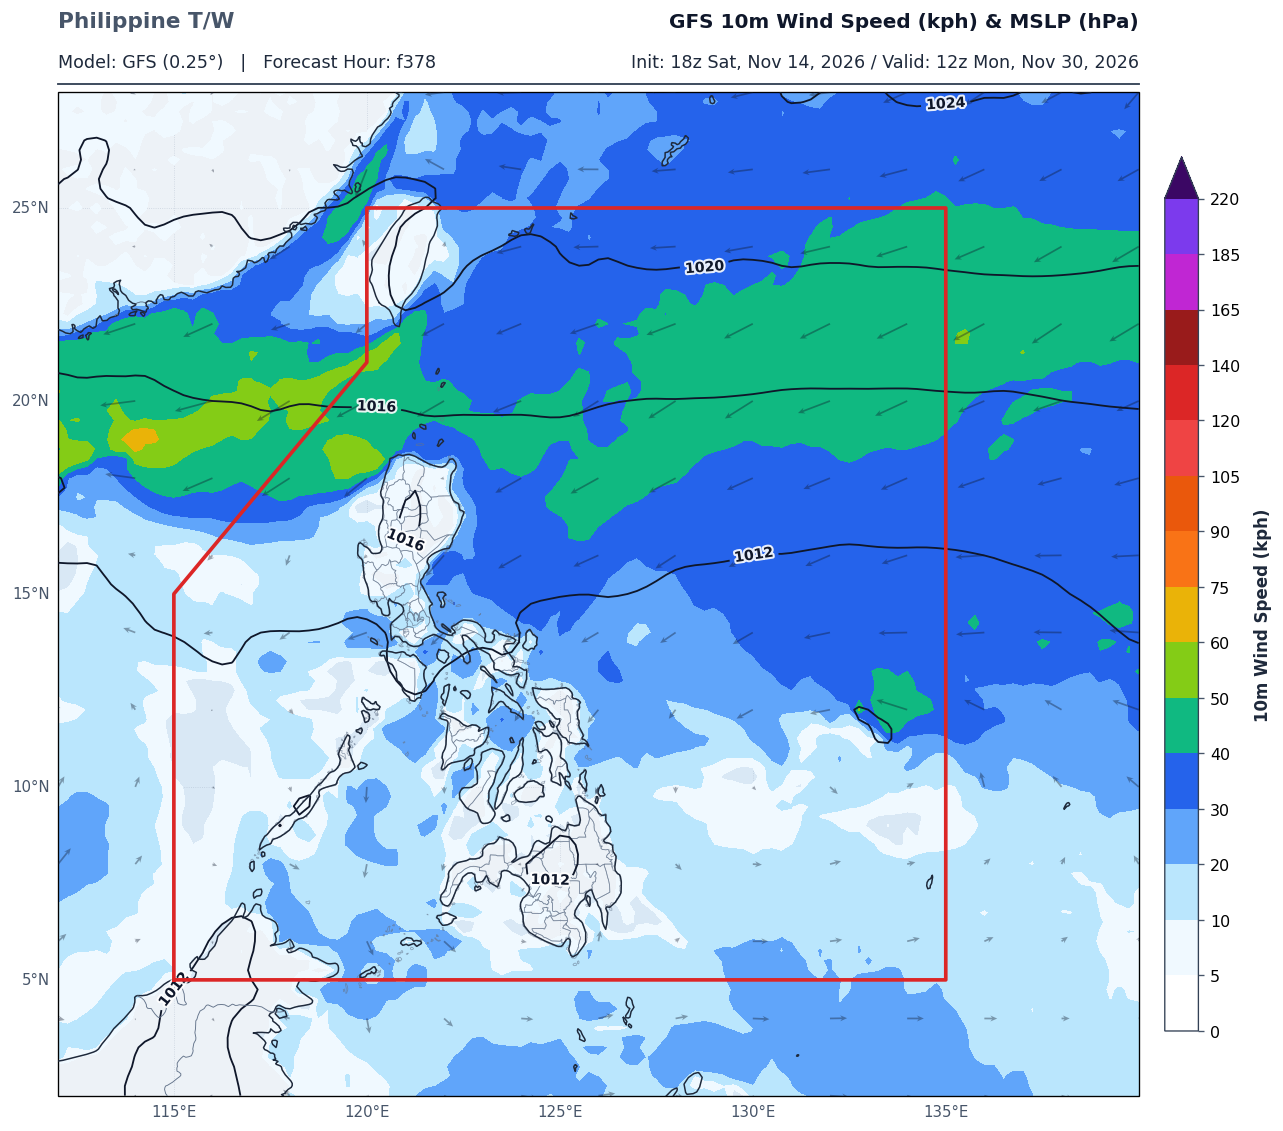 Philippine T/W
GFS 10m Wind Speed (kph) & MSLP (hPa)
Model: GFS (0.25°) | Forecast Hour: f378
Init: 18z Sat, Nov 14, 2026 / Valid: 12z Mon, Nov 30, 2026
1024
1020
1016
1016
1012
1012
1012
25°N
20°N
15°N
10°N
5°N
115°E
120°E
125°E
130°E
135°E
220
185
165
140
120
105
90
75
60
50
40
30
20
10
5
0
10m Wind Speed (kph)